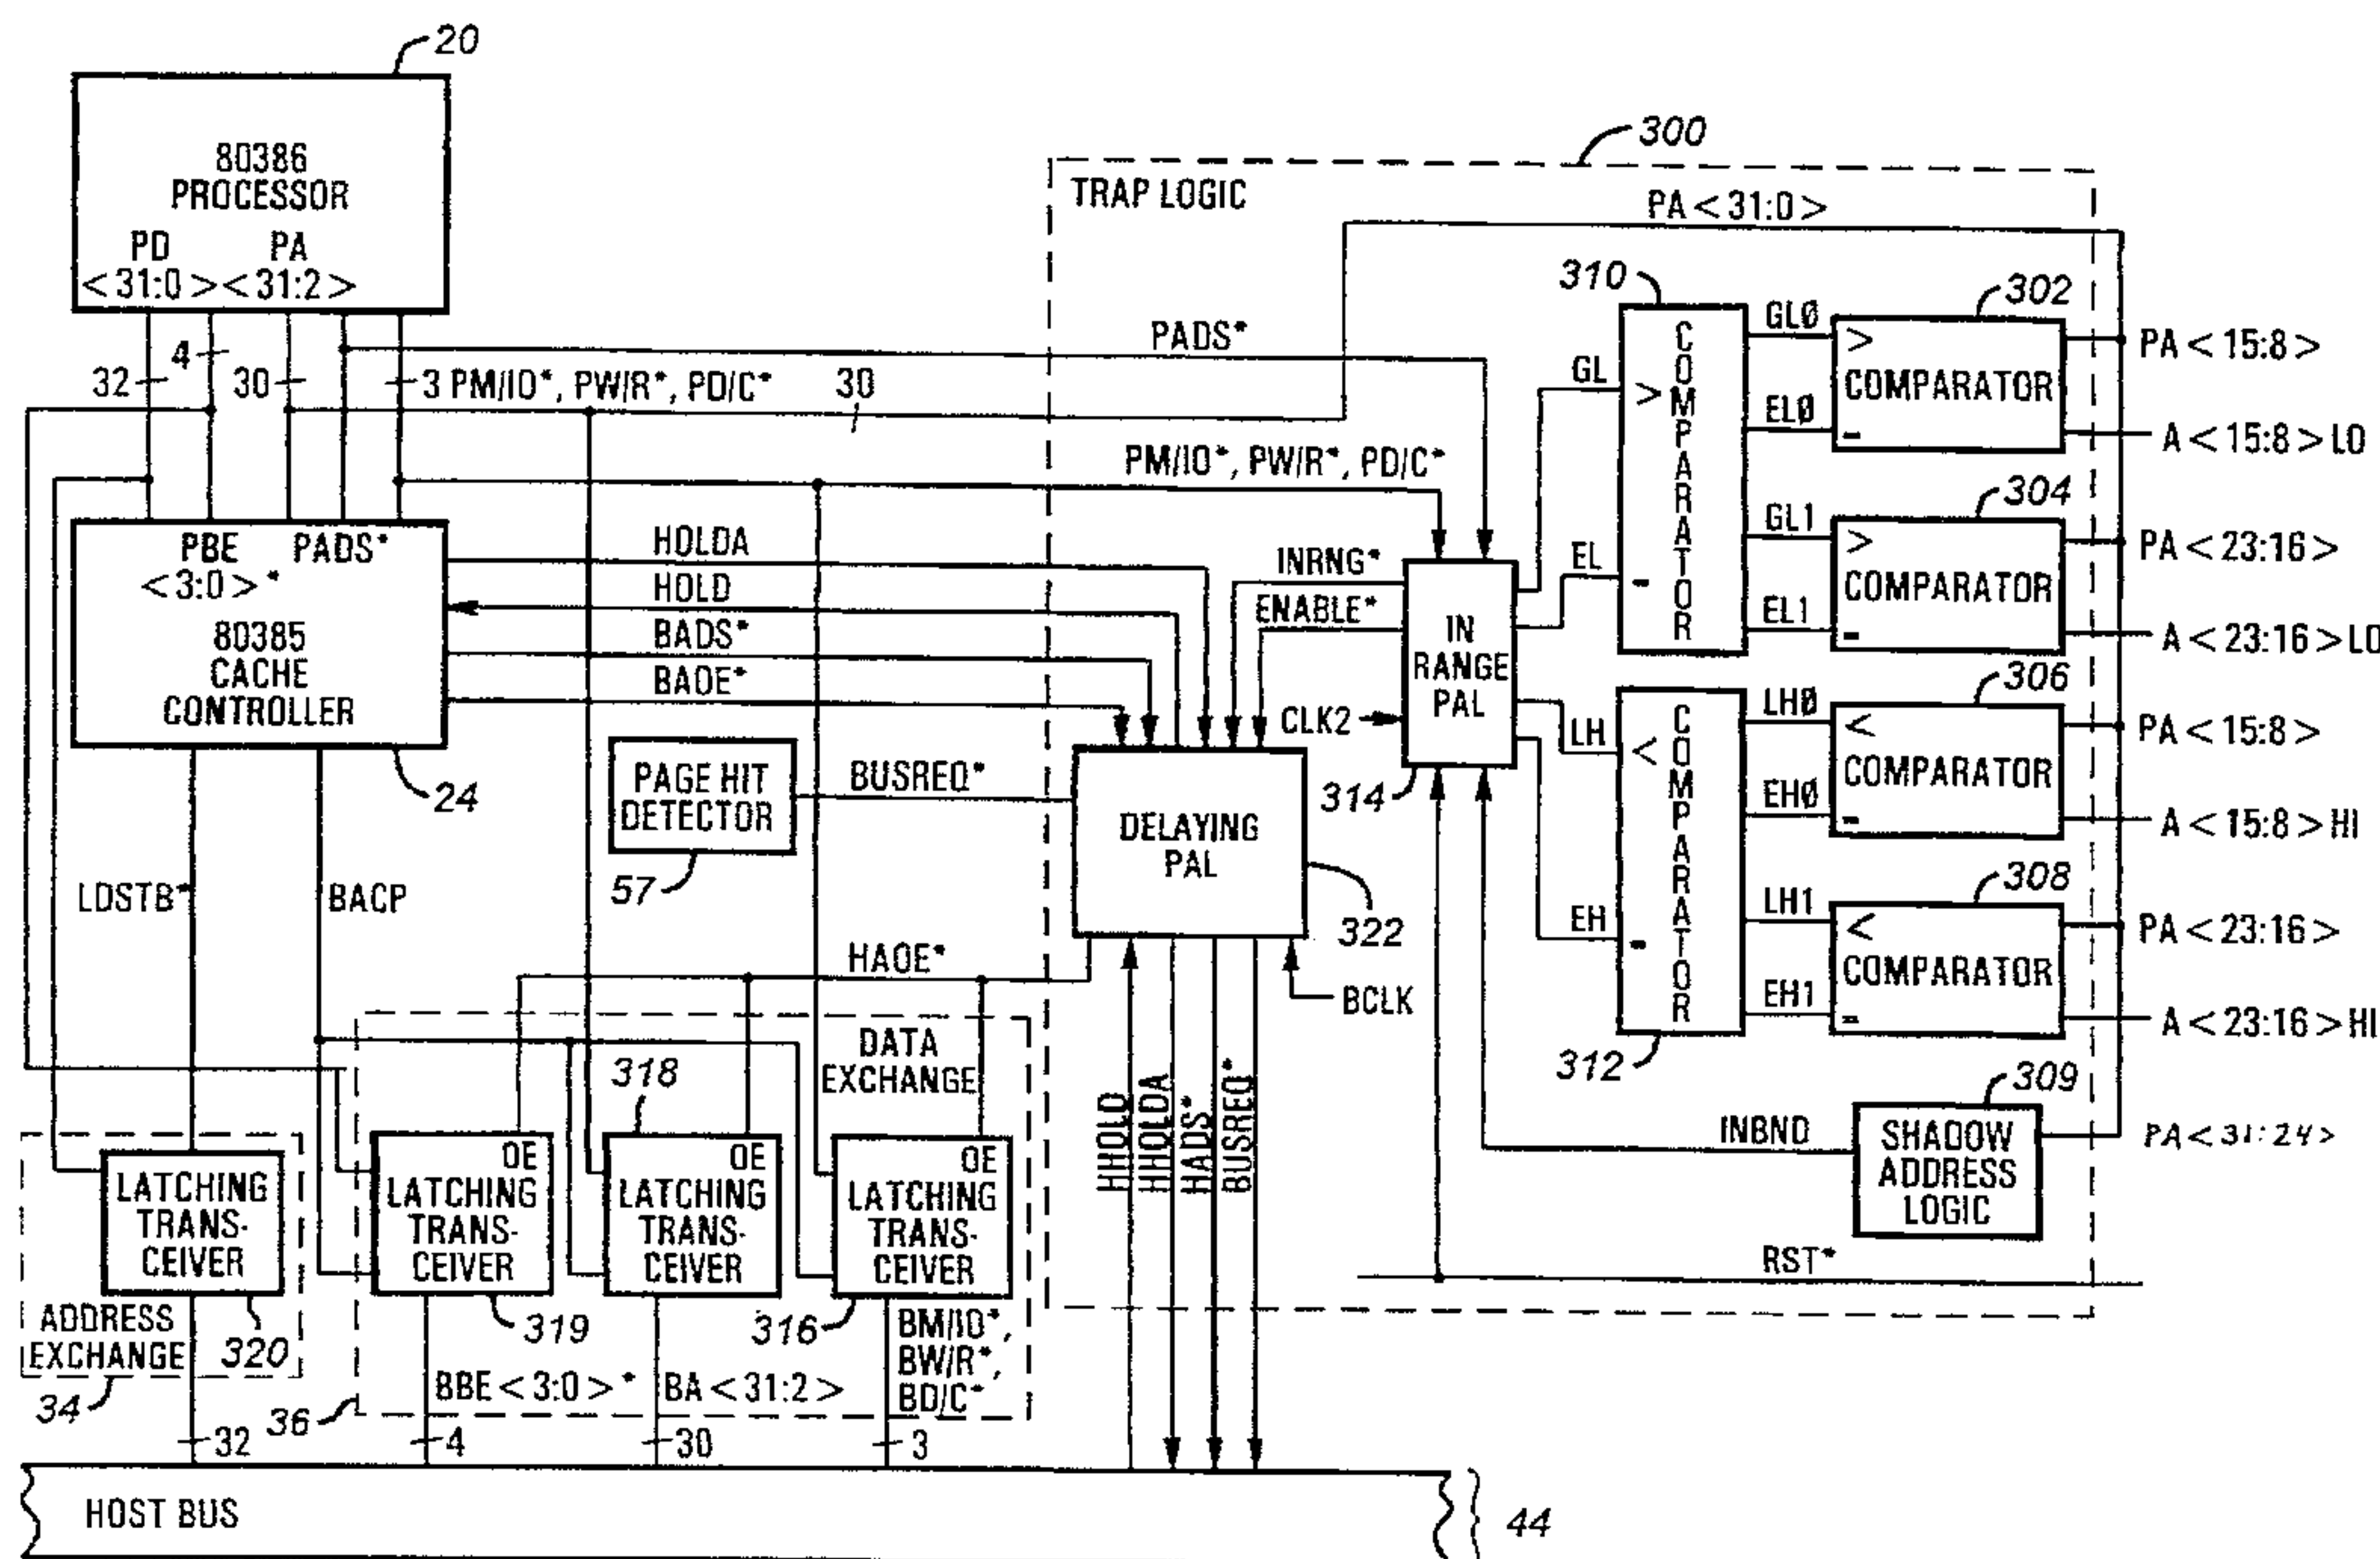 20
80386
PROCESSOR
PD PA
<31:0> <31:2>
32
4
30
3 PM/IO*, PW/R*, PD/C*
30
PADS*
300
TRAP LOGIC
PA<31:0>
PM/IO*, PW/R*, PD/C*
PBE PADS*
<3:0>*
80385
CACHE
CONTROLLER
24
HOLDA
HOLD
BADS*
BAOE*
PAGE HIT
DETECTOR
57
BUSREQ*
INRNG*
ENABLE*
CLK2
IN
RANGE
PAL
314
DELAYING
PAL
322
BCLK
GL
EL
LH
EH
310
>
COMPARATOR
=
<
COMPARATOR
=
312
GLØ
ELØ
GL1
EL1
LHØ
EHØ
LH1
EH1
302
>
COMPARATOR
=
PA<15:8>
A<15:8>LO
304
>
COMPARATOR
=
PA<23:16>
A<23:16>LO
306
<
COMPARATOR
=
PA<15:8>
A<15:8>HI
308
<
COMPARATOR
=
PA<23:16>
A<23:16>HI
309
SHADOW
ADDRESS
LOGIC
INBND
PA<31:24>
RST*
LDSTB*
BACP
HAOE*
DATA
EXCHANGE
318
LATCHING
TRANS-
CEIVER
ADDRESS
EXCHANGE
320
34
OE
LATCHING
TRANS-
CEIVER
319
OE
LATCHING
TRANS-
CEIVER
OE
LATCHING
TRANS-
CEIVER
316
BM/IO*,
BW/R*,
BD/C*
BBE<3:0>*
BA<31:2>
36
32
4
30
3
HHOLD
HHOLDA
HADS*
BUSREQ*
HOST BUS
44